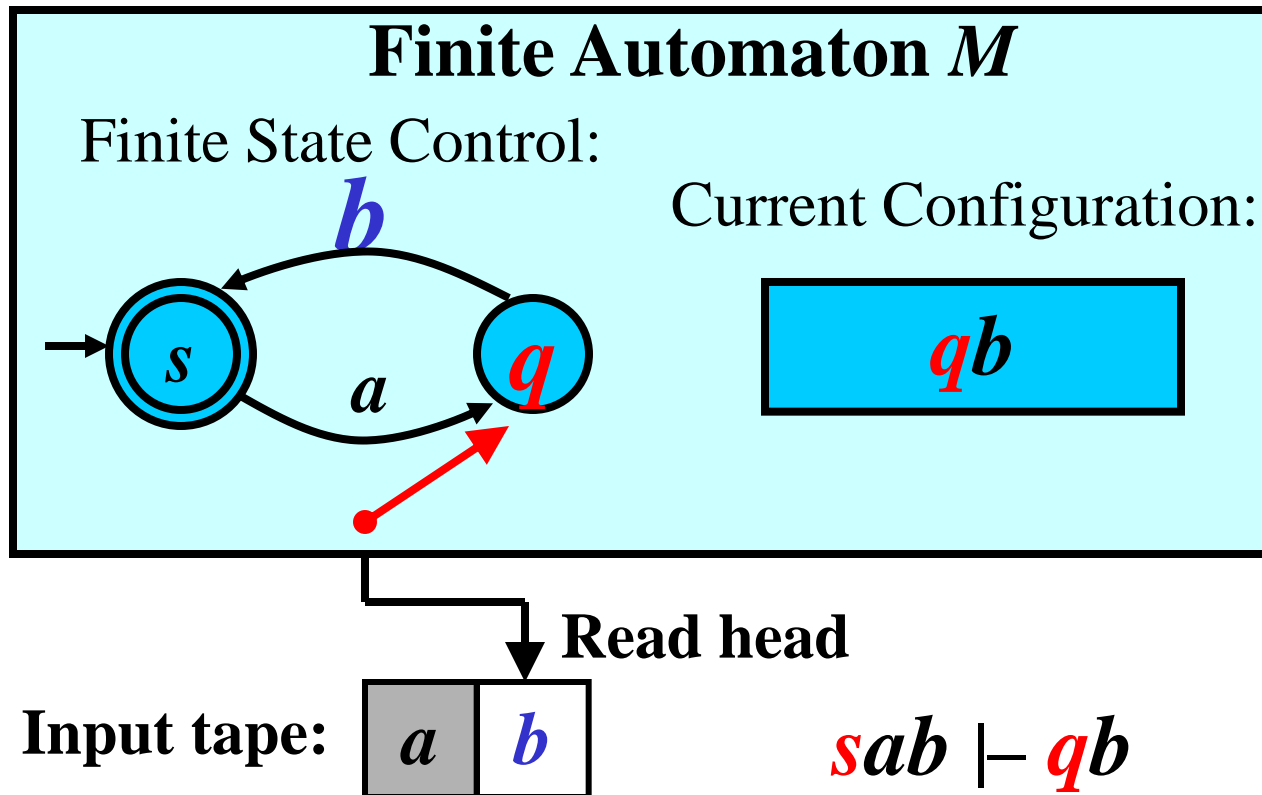 Finite Automaton M
Finite State Control:
b
Current Configuration:
s
a
q
qb
Read head
Input tape: a b
sab |– qb